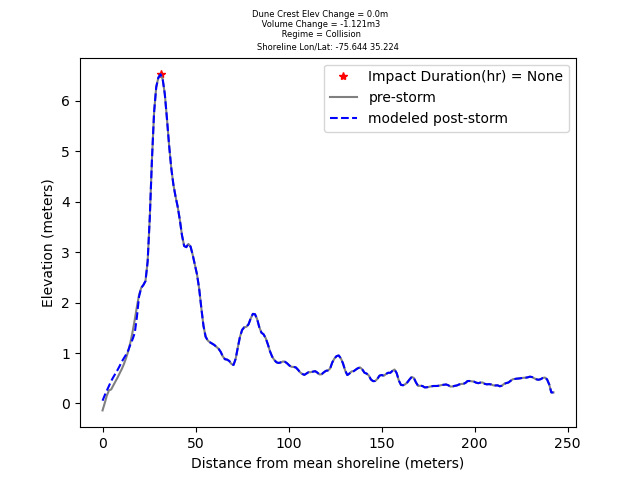 Dune Crest Elev Change = 0.0m
Volume Change = -1.121m3
Regime = Collision
Shoreline Lon/Lat: -75.644 35.224
Impact Duration(hr) = None
pre-storm
modeled post-storm
Elevation (meters)
6
5
4
3
2
1
0
0 50 100 150 200 250
Distance from mean shoreline (meters)